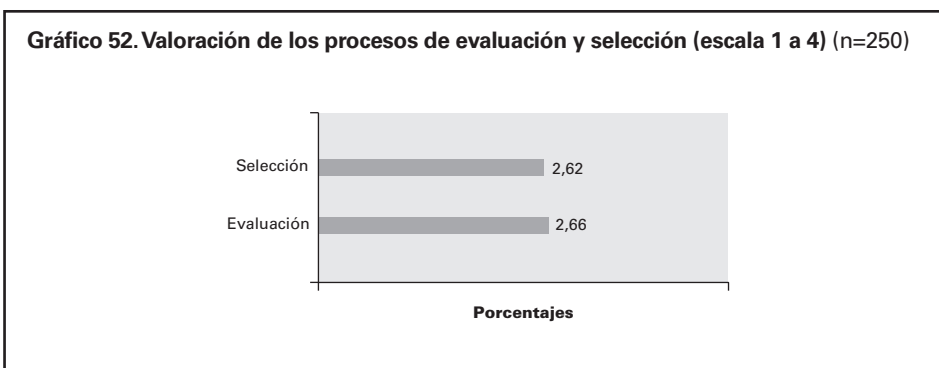 Gráfico 52. Valoración de los procesos de evaluación y selección (escala 1 a 4) (n=250)
Selección
2,62
Evaluación
2,66
Porcentajes